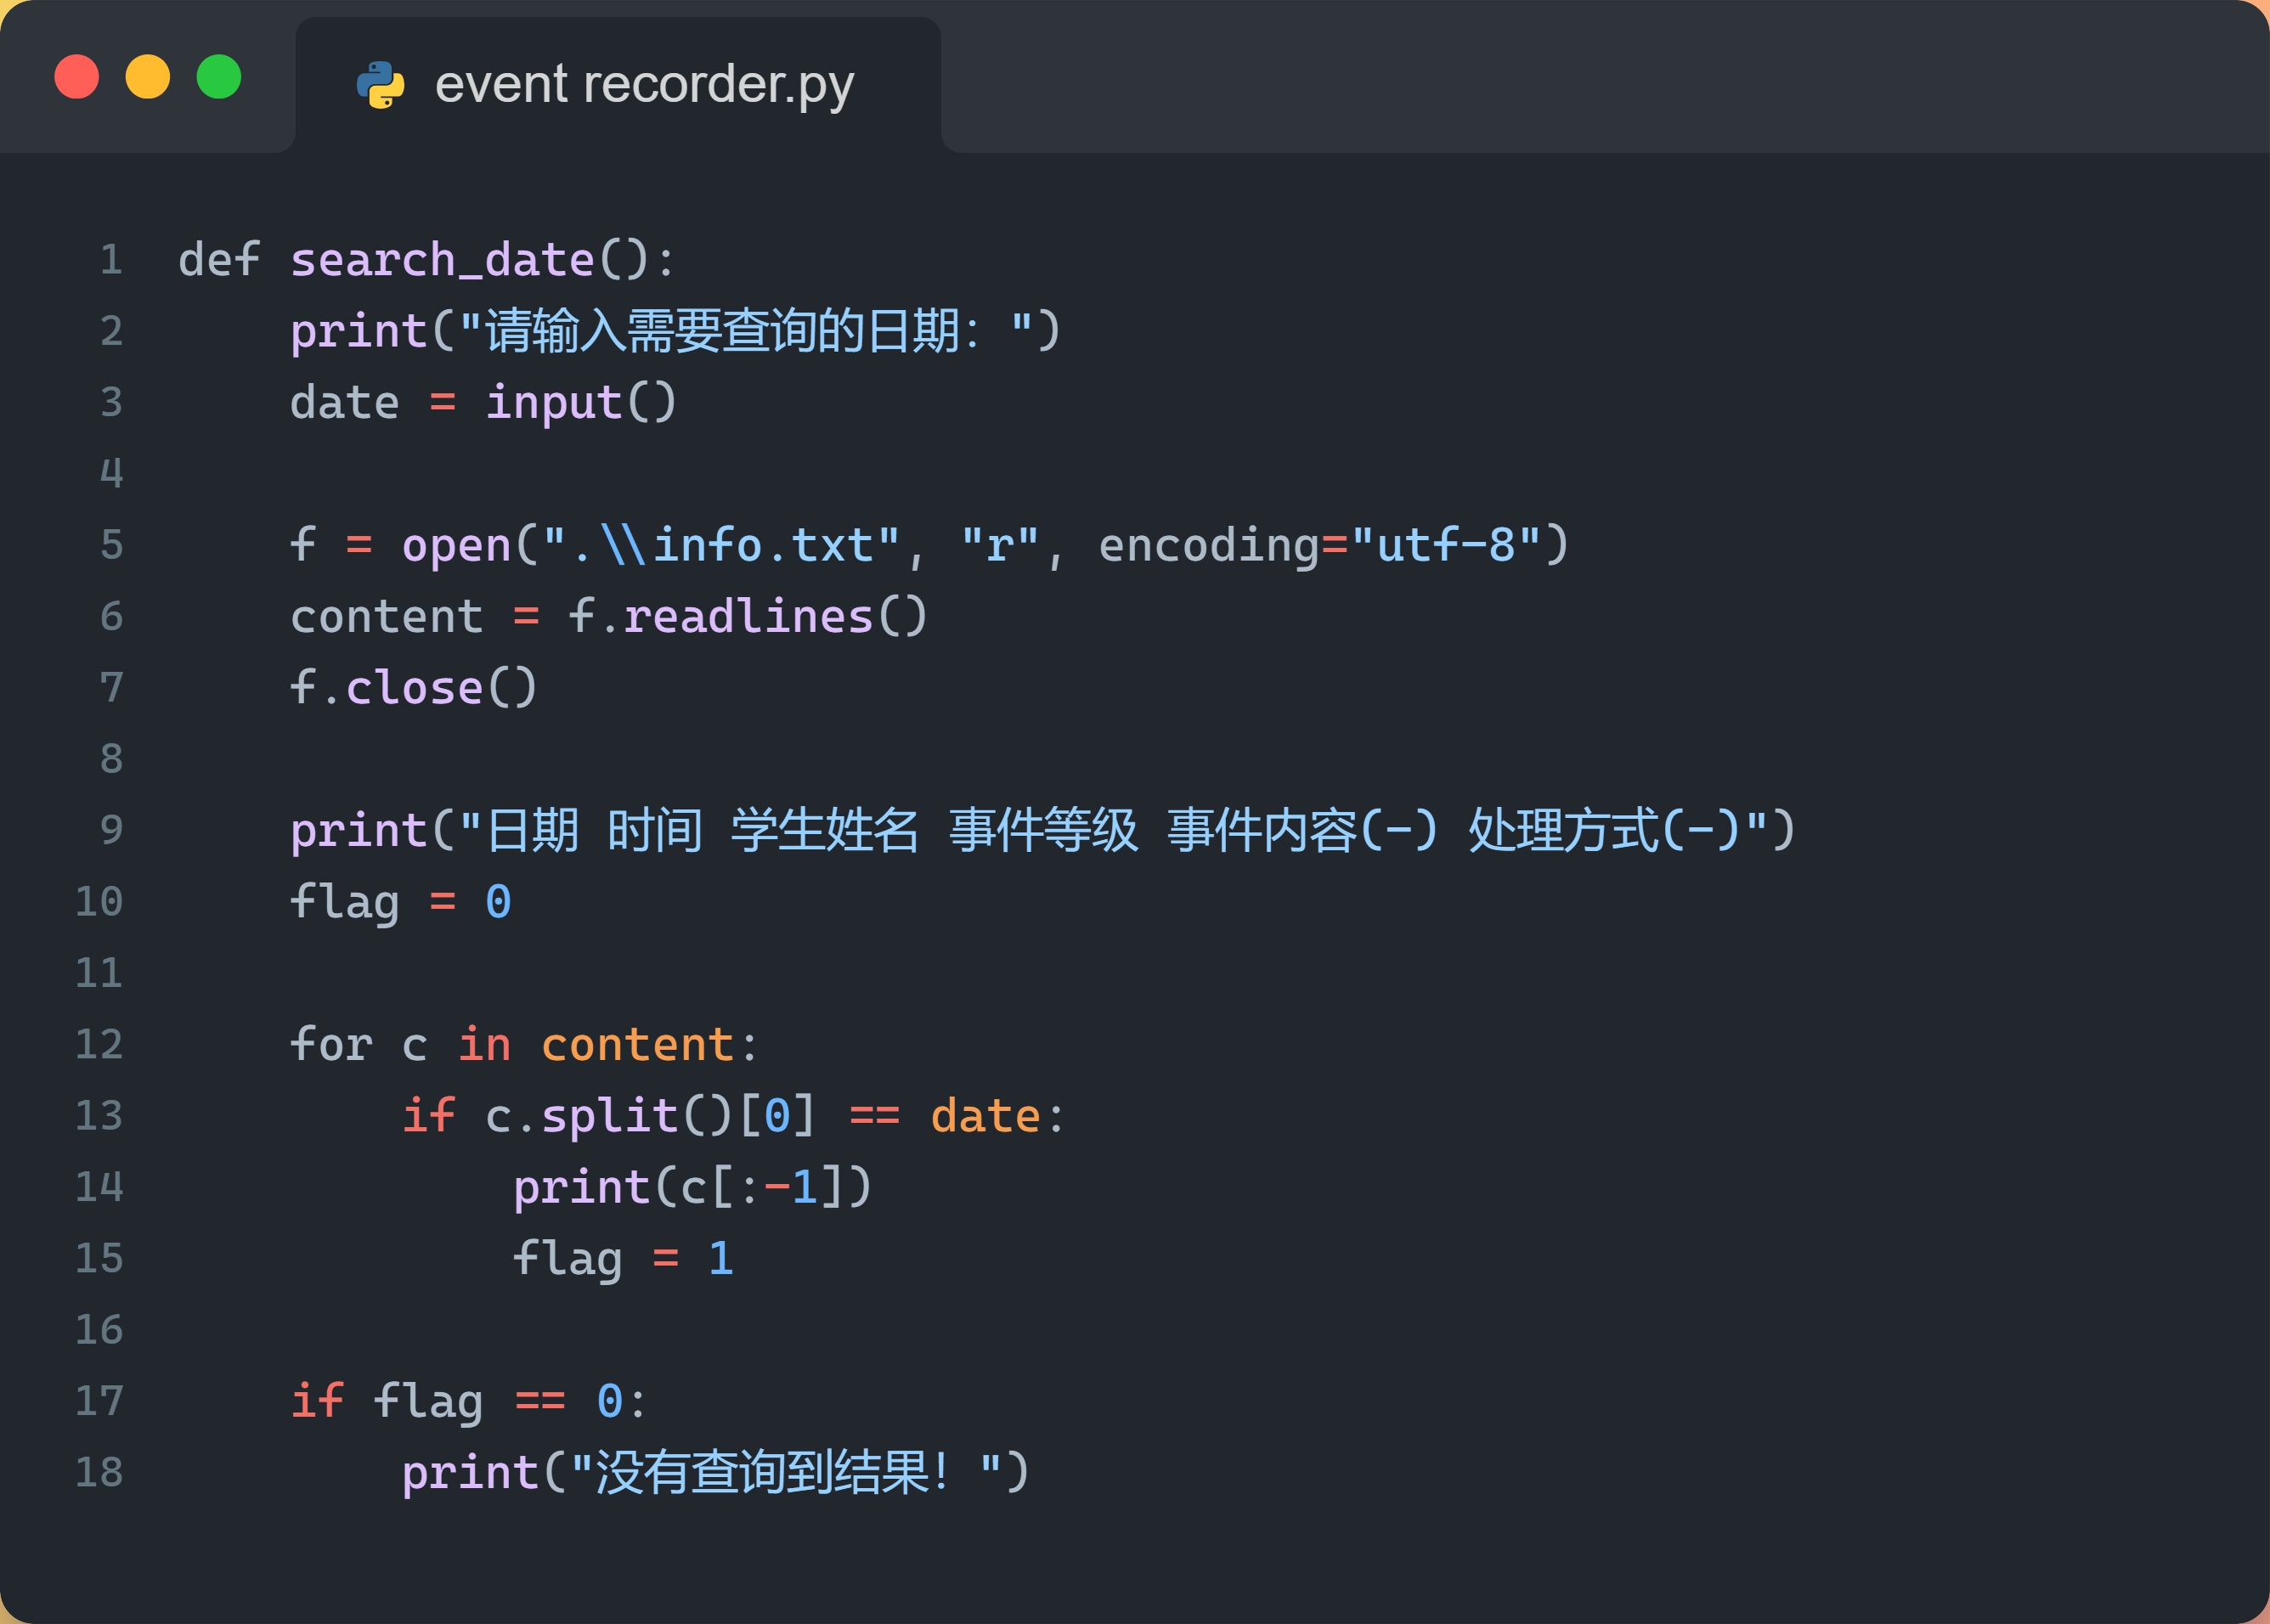 event recorder.py
1 def search_date():
2     print("请输入需要查询的日期：")
3     date = input()
4
5     f = open(".\\info.txt", "r", encoding="utf-8")
6     content = f.readlines()
7     f.close()
8
9     print("日期 时间 学生姓名 事件等级 事件内容(-) 处理方式(-)")
10     flag = 0
11
12     for c in content:
13         if c.split()[0] == date:
14             print(c[:-1])
15             flag = 1
16
17     if flag == 0:
18         print("没有查询到结果！")